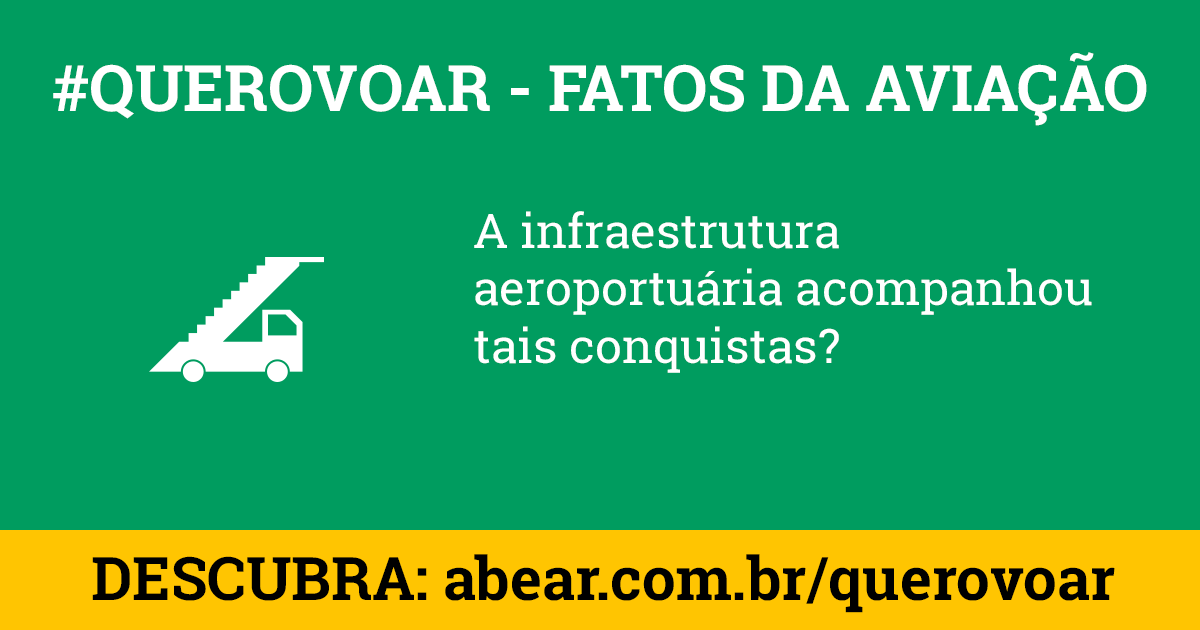 #QUEROVOAR - FATOS DA AVIAÇÃO
A infraestrutura
aeroportuária acompanhou
tais conquistas?
DESCUBRA: abear.com.br/querovoar